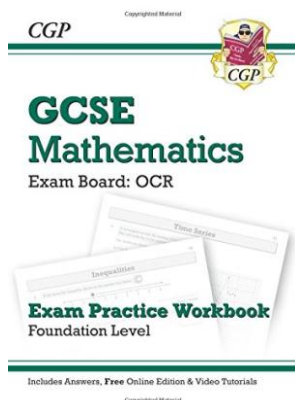 Copyrighted Material
CGP
CGP
GCSE
Mathematics
Exam Board: OCR
Time Series
Inequalities
Exam Practice Workbook
Foundation Level
Includes Answers, Free Online Edition & Video Tutorials
Copyrighted Material